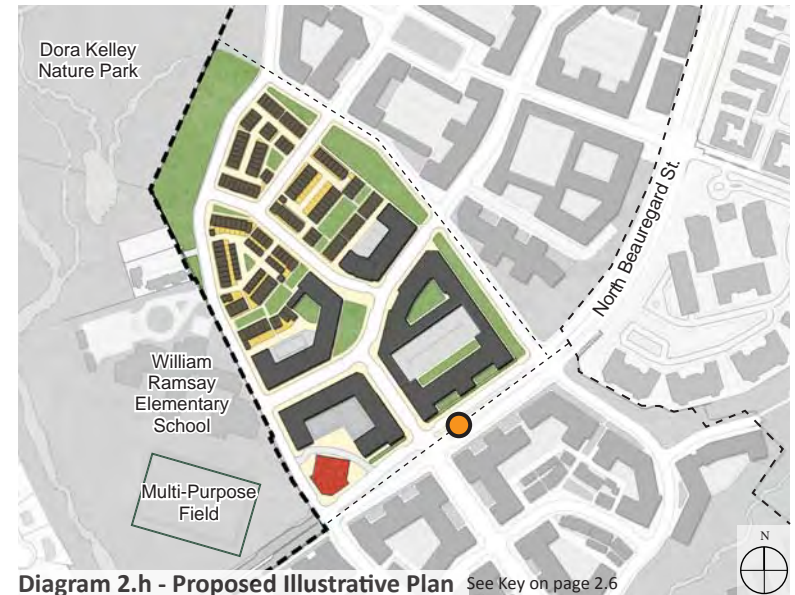 Dora Kelley
Nature Park
North Beauregard St.
William
Ramsay
Elementary
School
Multi-Purpose
Field
N
Diagram 2.h - Proposed Illustrative Plan See Key on page 2.6